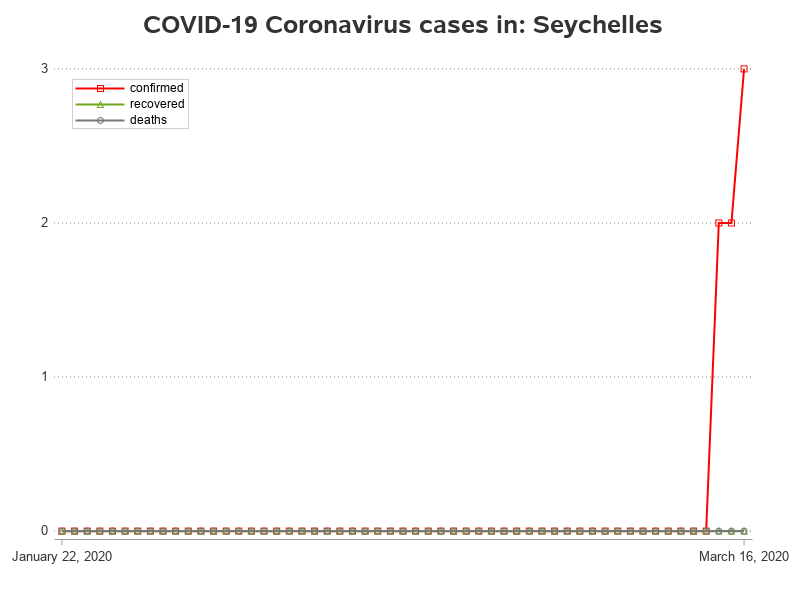 COVID-19 Coronavirus cases in: Seychelles
3
confirmed
recovered
deaths
2
1
0
January 22, 2020
March 16, 2020